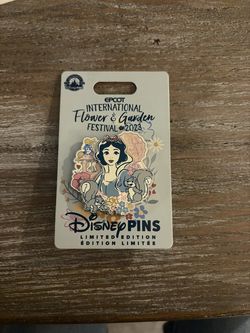 EPCOT
INTERNATIONAL
Flower & Garden
FESTIVAL 2023
Disney PINS
LIMITED EDITION
ÉDITION LIMITÉE